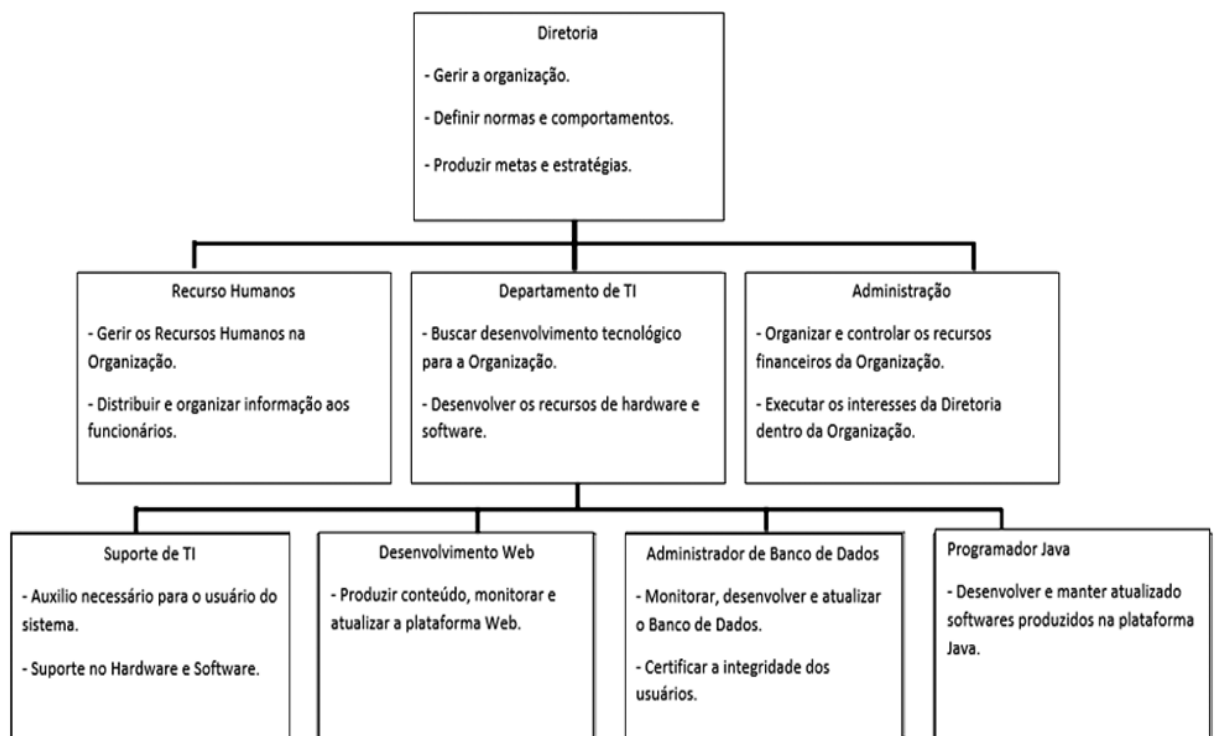 Diretoria
- Gerir a organização.
- Definir normas e comportamentos.
- Produzir metas e estratégias.
Recurso Humanos
- Gerir os Recursos Humanos na
Organização.
- Distribuir e organizar informação aos
funcionários.
Departamento de TI
- Buscar desenvolvimento tecnológico
para a Organização.
- Desenvolver os recursos de hardware e
software.
Administração
- Organizar e controlar os recursos
financeiros da Organização.
- Executar os interesses da Diretoria
dentro da Organização.
Suporte de TI
- Auxilio necessário para o usuário do
sistema.
- Suporte no Hardware e Software.
Desenvolvimento Web
- Produzir conteúdo, monitorar e
atualizar a plataforma Web.
Administrador de Banco de Dados
- Monitorar, desenvolver e atualizar
o Banco de Dados.
- Certificar a integridade dos
usuários.
Programador Java
- Desenvolver e manter atualizado
softwares produzidos na plataforma
Java.